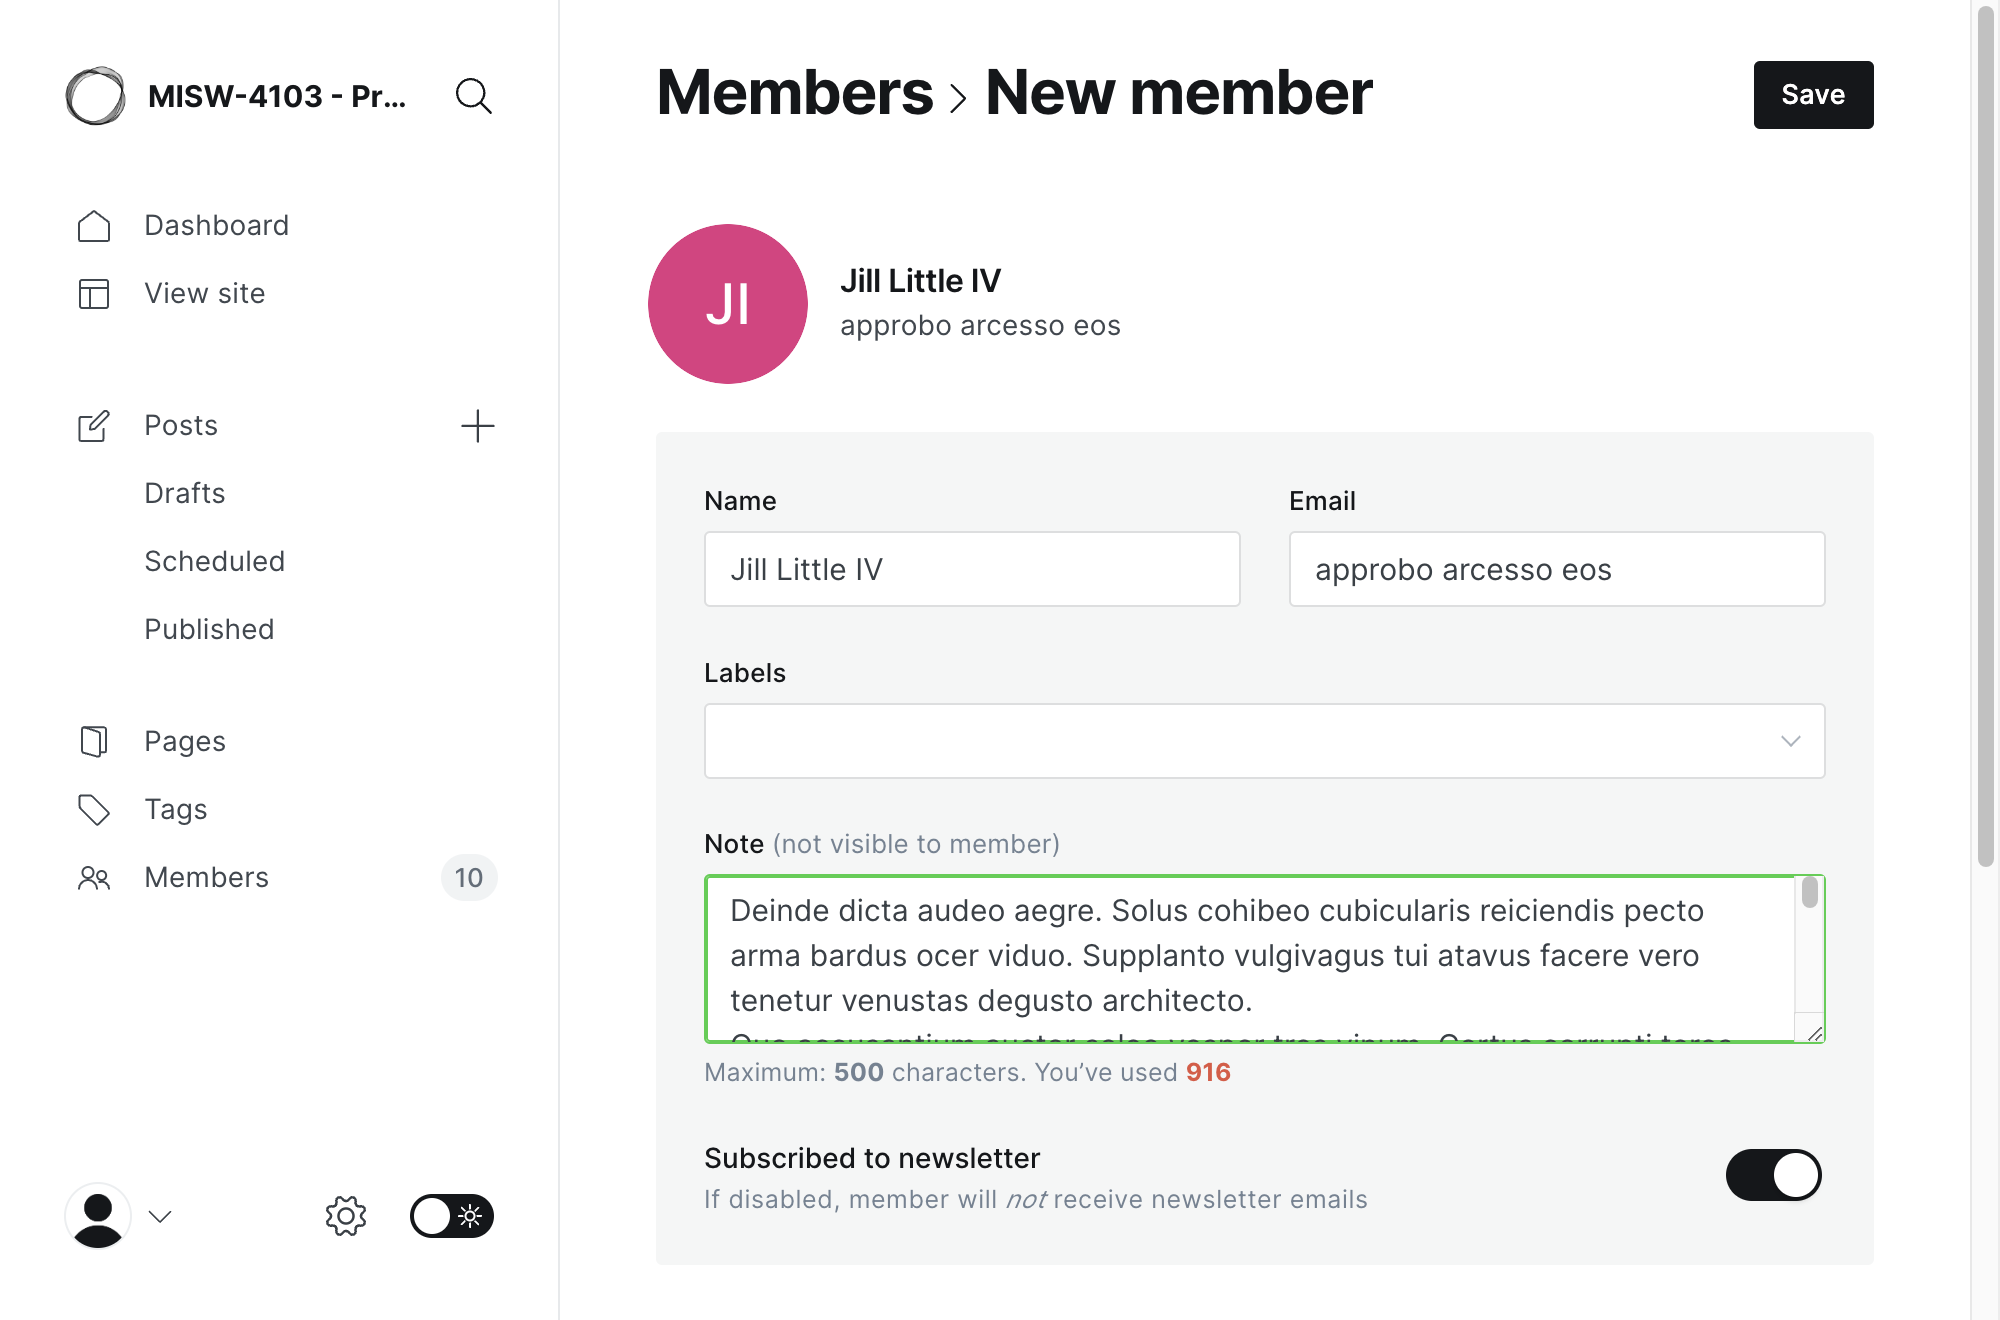 MISW-4103 - Pr...
Dashboard
View site
Posts
Drafts
Scheduled
Published
Pages
Tags
Members 10
Members > New member
Save
JI
Jill Little IV
approbo arcesso eos
Name
Jill Little IV
Email
approbo arcesso eos
Labels
Note (not visible to member)
Deinde dicta audeo aegre. Solus cohibeo cubicularis reiciendis pecto
arma bardus ocer viduo. Supplanto vulgivagus tui atavus facere vero
tenetur venustas degusto architecto.
Maximum: 500 characters. You’ve used 916
Subscribed to newsletter
If disabled, member will not receive newsletter emails